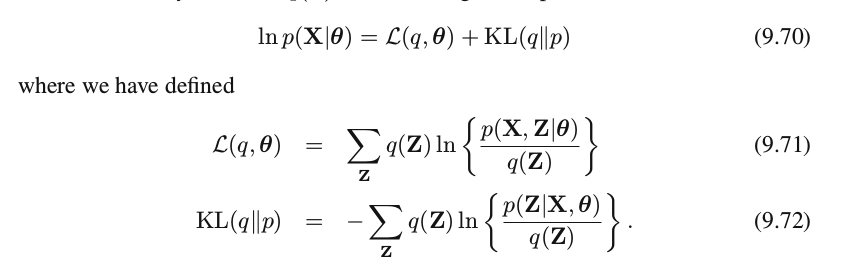 ln p(X|θ) = L(q, θ) + KL(q‖p) (9.70)
where we have defined
L(q, θ) = ∑_Z q(Z) ln { p(X, Z|θ) / q(Z) } (9.71)
KL(q‖p) = − ∑_Z q(Z) ln { p(Z|X, θ) / q(Z) } . (9.72)